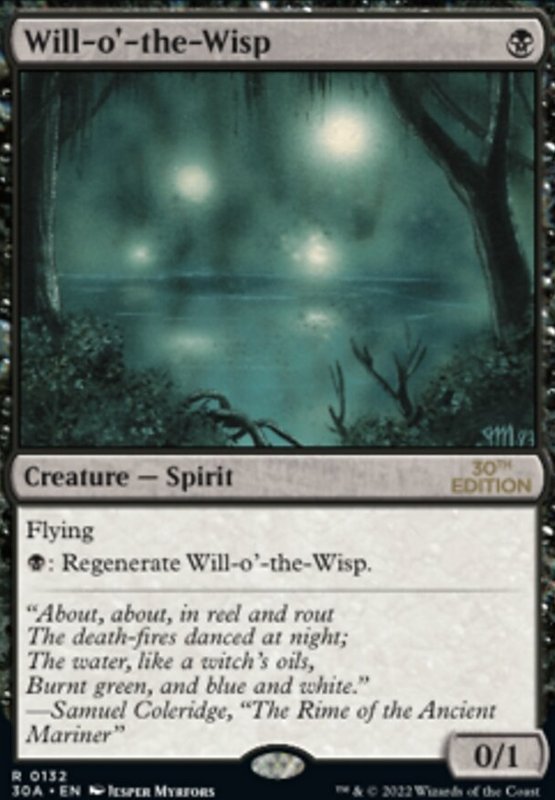 Will-o'-the-Wisp
Creature — Spirit
30TH
EDITION
Flying
: Regenerate Will-o'-the-Wisp.
“About, about, in reel and rout
The death-fires danced at night;
The water, like a witch's oils,
Burnt green, and blue and white.”
—Samuel Coleridge, “The Rime of the Ancient
Mariner”
0/1
R 0132
30A • EN JESPER MYRFORS
™ & © 2022 Wizards of the Coast